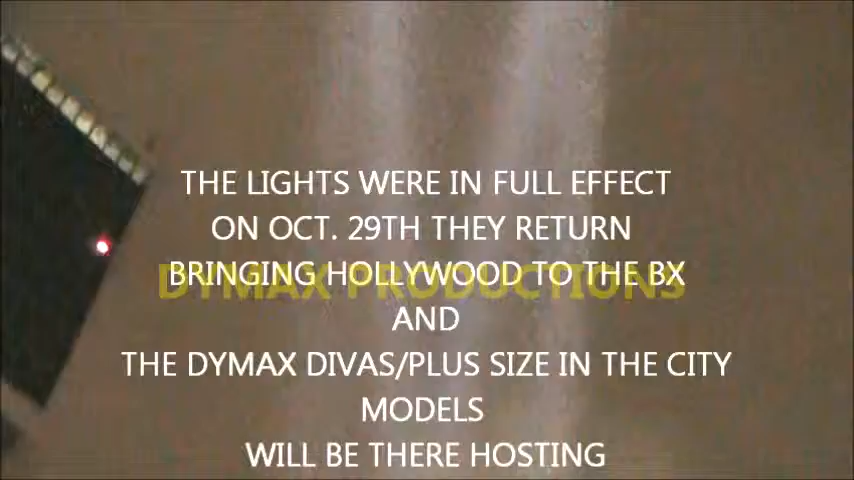 THE LIGHTS WERE IN FULL EFFECT
ON OCT. 29TH THEY RETURN
BRINGING HOLLYWOOD TO THE BX
DYMAX PRODUCTIONS
AND
THE DYMAX DIVAS/PLUS SIZE IN THE CITY
MODELS
WILL BE THERE HOSTING